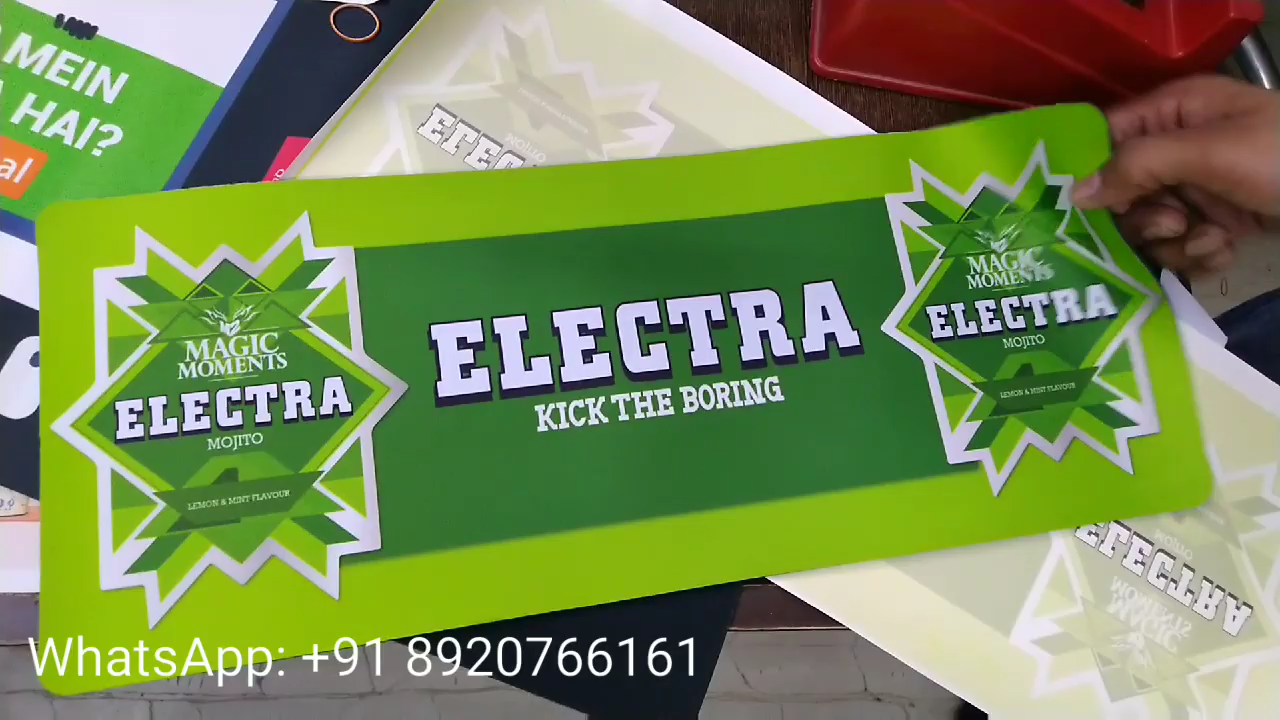 MEIN
HAI?
al
ELECTRA
KICK THE BORING
MAGIC
MOMENTS
ELECTRA
MOJITO
LEMON & MINT FLAVOUR
MAGIC
MOMENTS
ELECTRA
MOJITO
LEMON & MINT FLAVOUR
ELECTRA
MOJITO
MAGIC
MOMENTS
WhatsApp: +91 8920766161